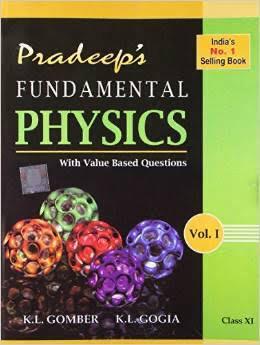 Pradeep's
India's
No. 1
Selling Book
FUNDAMENTAL
PHYSICS
With Value Based Questions
Vol. I
K.L. GOMBER K.L. GOGIA
Class XI